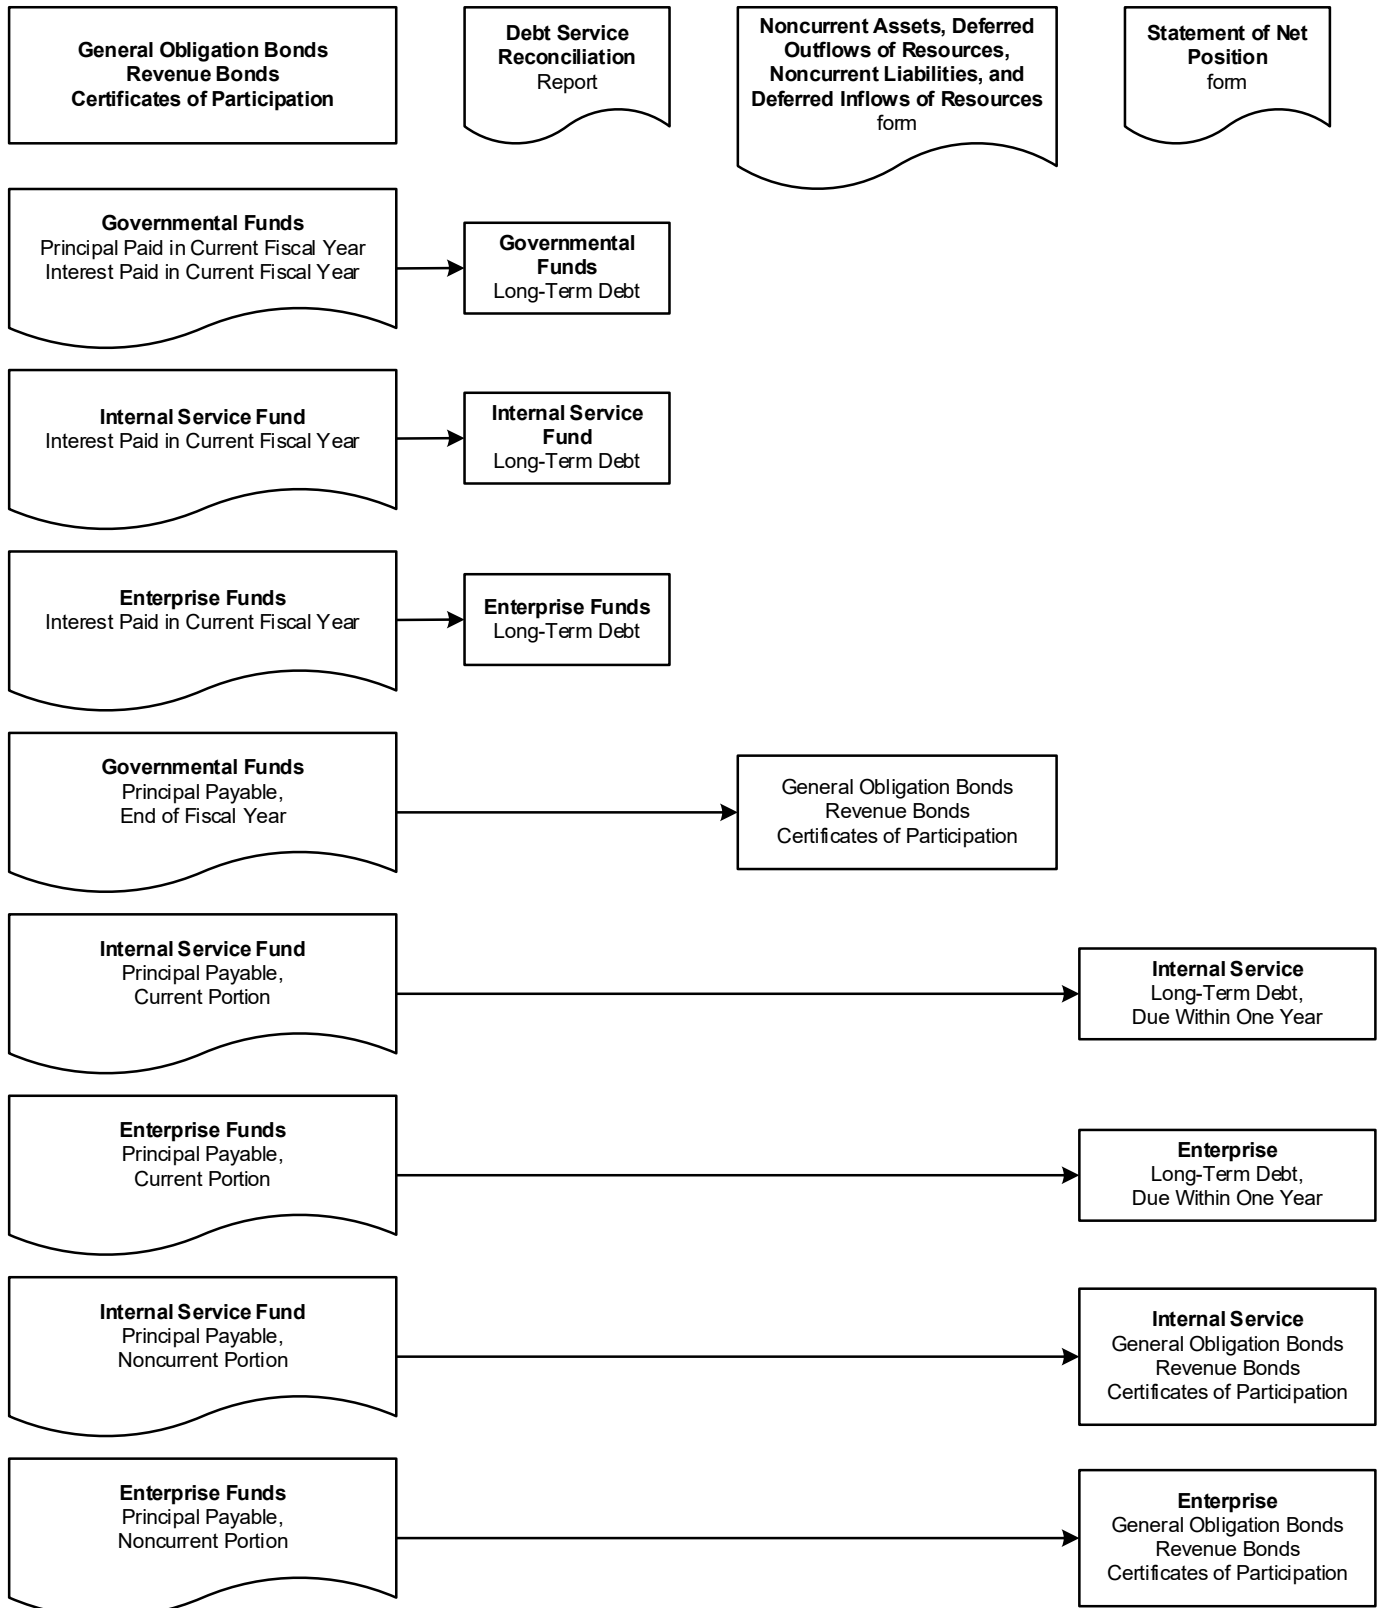 General Obligation Bonds
Revenue Bonds
Certificates of Participation
Debt Service
Reconciliation
Report
Noncurrent Assets, Deferred
Outflows of Resources,
Noncurrent Liabilities, and
Deferred Inflows of Resources
form
Statement of Net
Position
form
Governmental Funds
Principal Paid in Current Fiscal Year
Interest Paid in Current Fiscal Year
Governmental
Funds
Long-Term Debt
Internal Service Fund
Interest Paid in Current Fiscal Year
Internal Service
Fund
Long-Term Debt
Enterprise Funds
Interest Paid in Current Fiscal Year
Enterprise Funds
Long-Term Debt
Governmental Funds
Principal Payable,
End of Fiscal Year
General Obligation Bonds
Revenue Bonds
Certificates of Participation
Internal Service Fund
Principal Payable,
Current Portion
Internal Service
Long-Term Debt,
Due Within One Year
Enterprise Funds
Principal Payable,
Current Portion
Enterprise
Long-Term Debt,
Due Within One Year
Internal Service Fund
Principal Payable,
Noncurrent Portion
Internal Service
General Obligation Bonds
Revenue Bonds
Certificates of Participation
Enterprise Funds
Principal Payable,
Noncurrent Portion
Enterprise
General Obligation Bonds
Revenue Bonds
Certificates of Participation